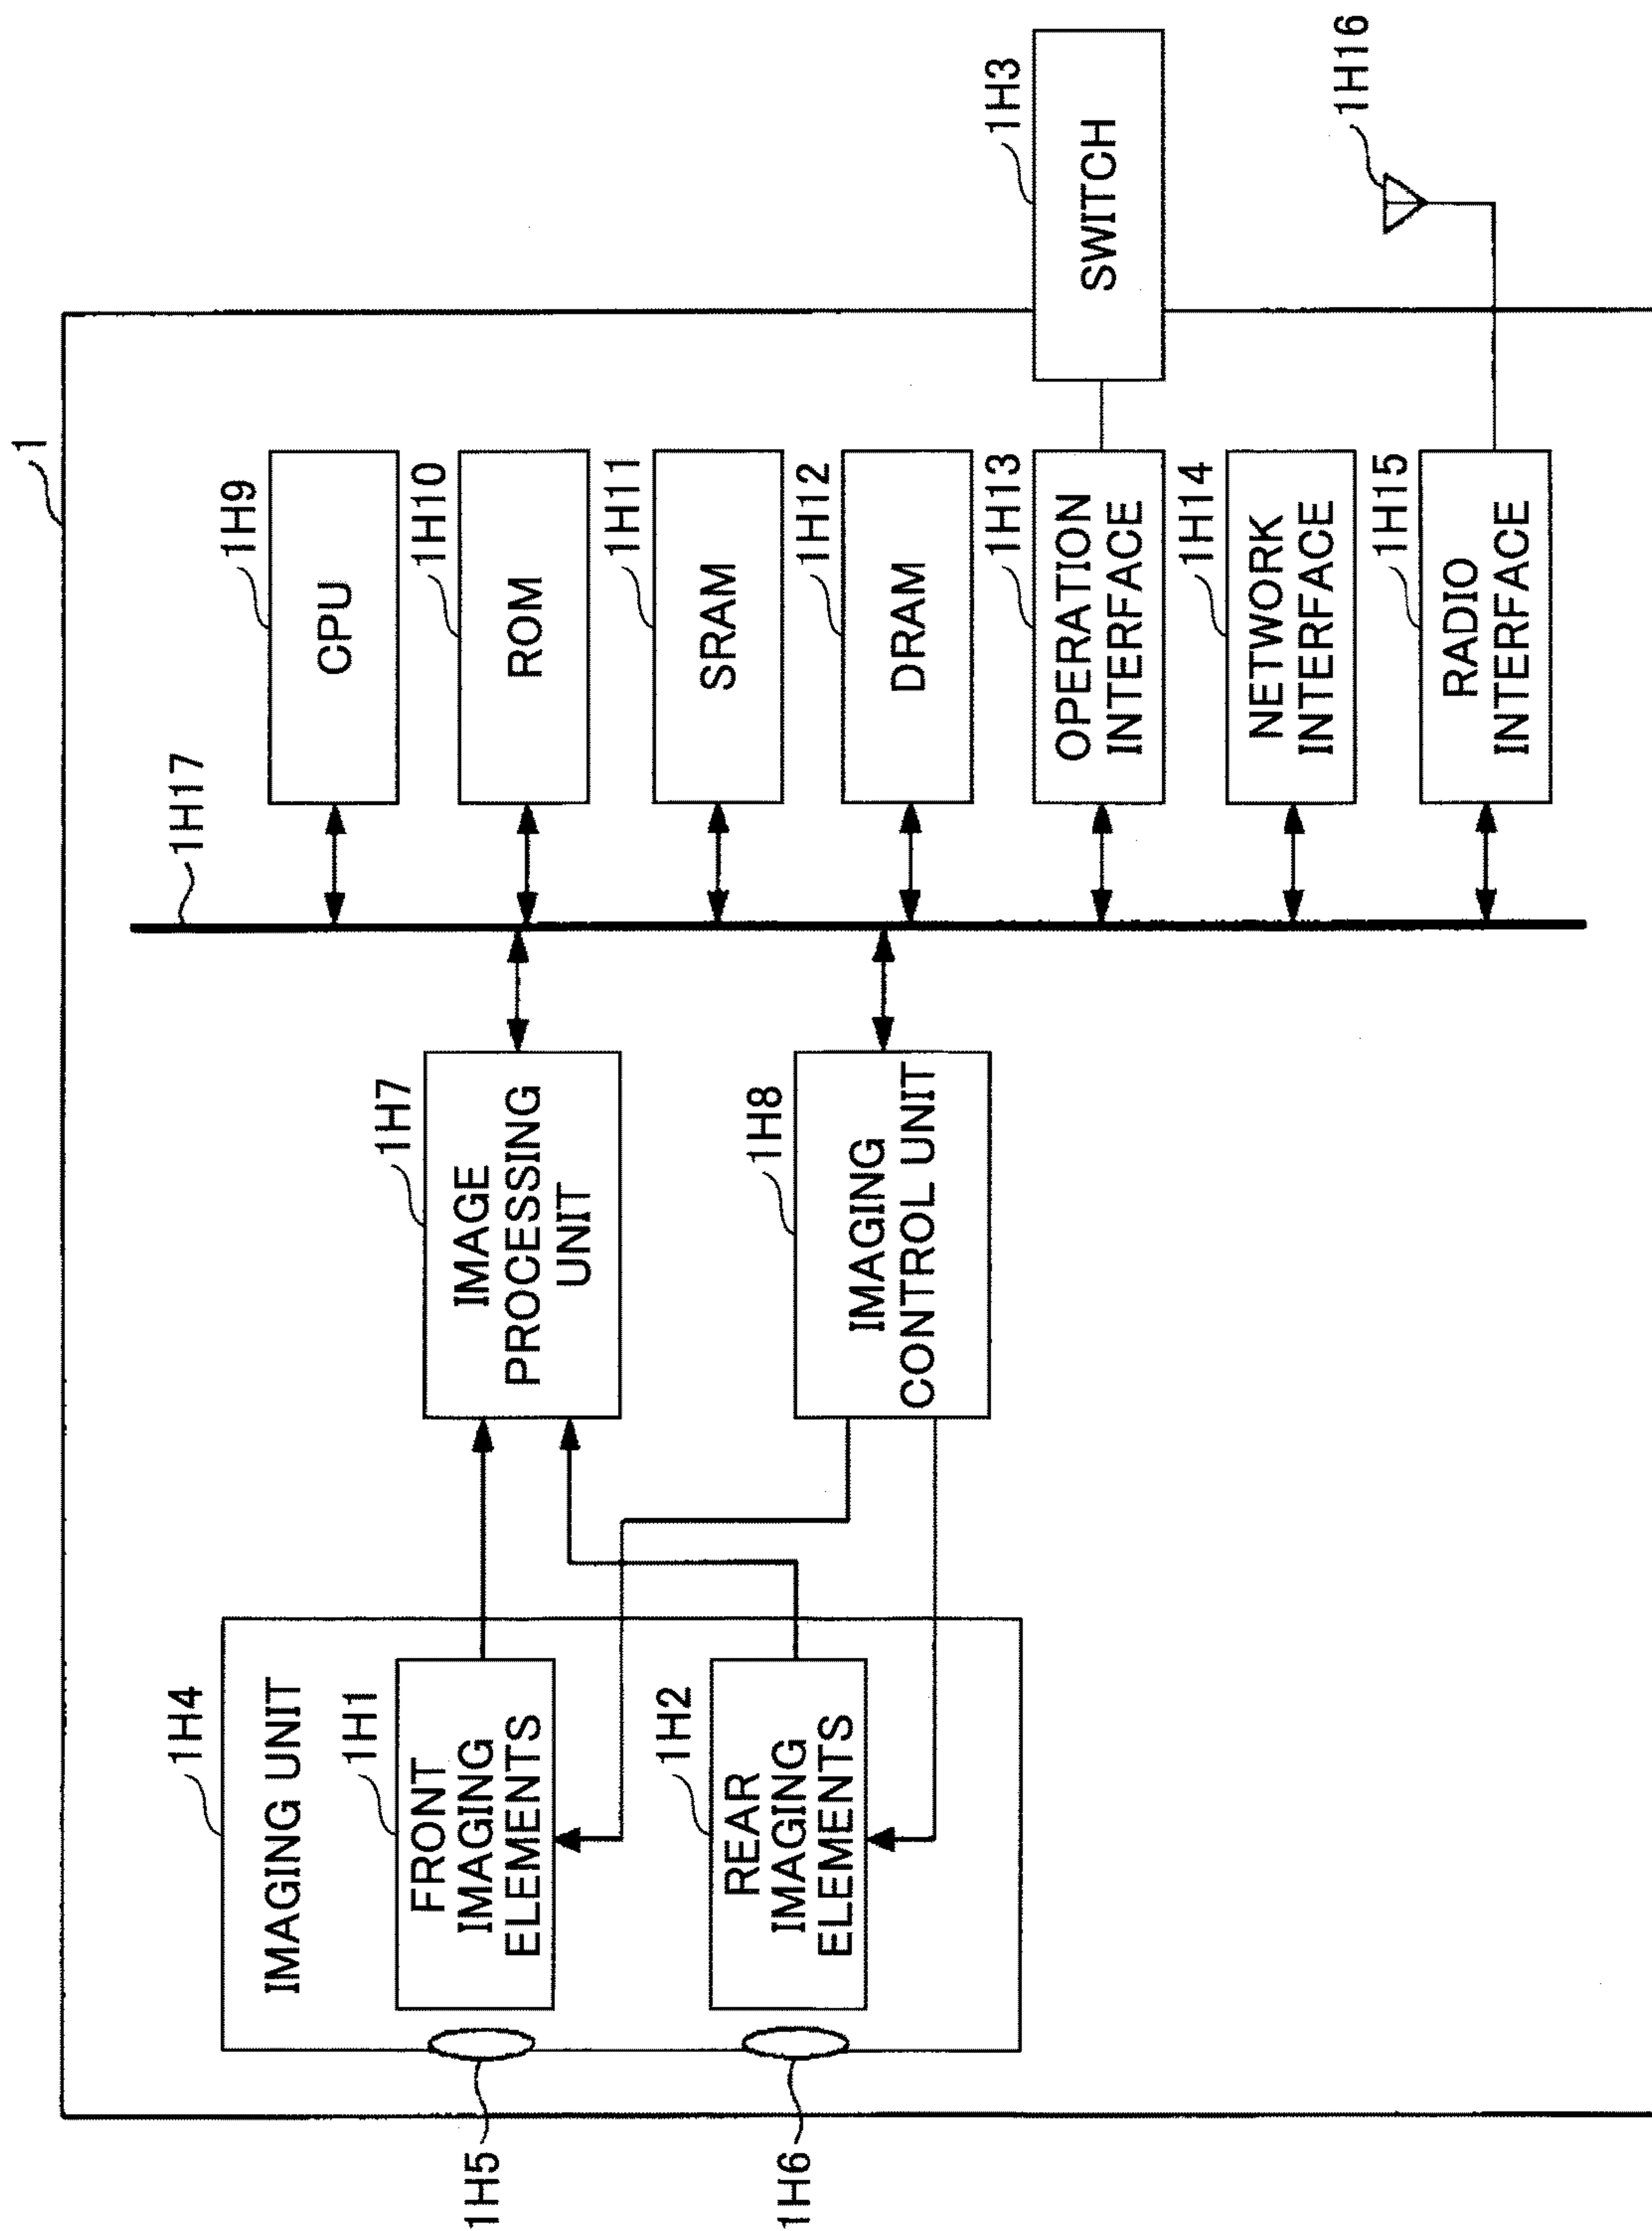 1
1H4
IMAGING UNIT
1H1
FRONT
IMAGING
ELEMENTS
1H2
REAR
IMAGING
ELEMENTS
1H5
1H6
1H7
IMAGE
PROCESSING
UNIT
1H8
IMAGING
CONTROL UNIT
1H17
1H9
CPU
1H10
ROM
1H11
SRAM
1H12
DRAM
1H13
OPERATION
INTERFACE
1H14
NETWORK
INTERFACE
1H15
RADIO
INTERFACE
1H3
SWITCH
1H16